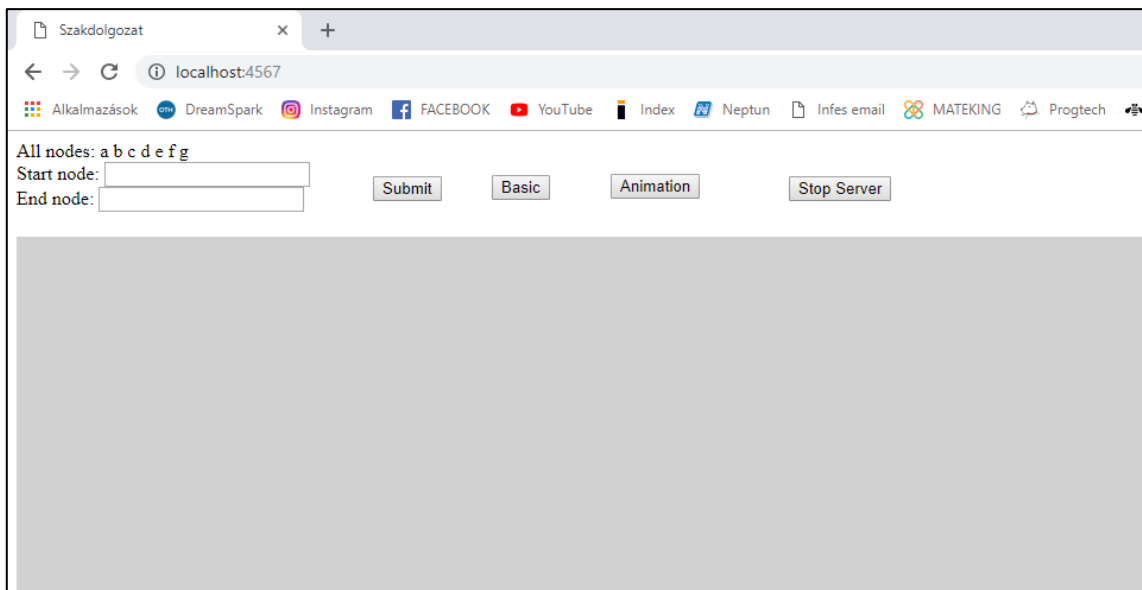 Szakdolgozat
localhost:4567
Alkalmazások OTH DreamSpark Instagram FACEBOOK YouTube Index Neptun Infes email MATEKING Progtech
All nodes: a b c d e f g
Start node:
End node:
Submit Basic Animation Stop Server